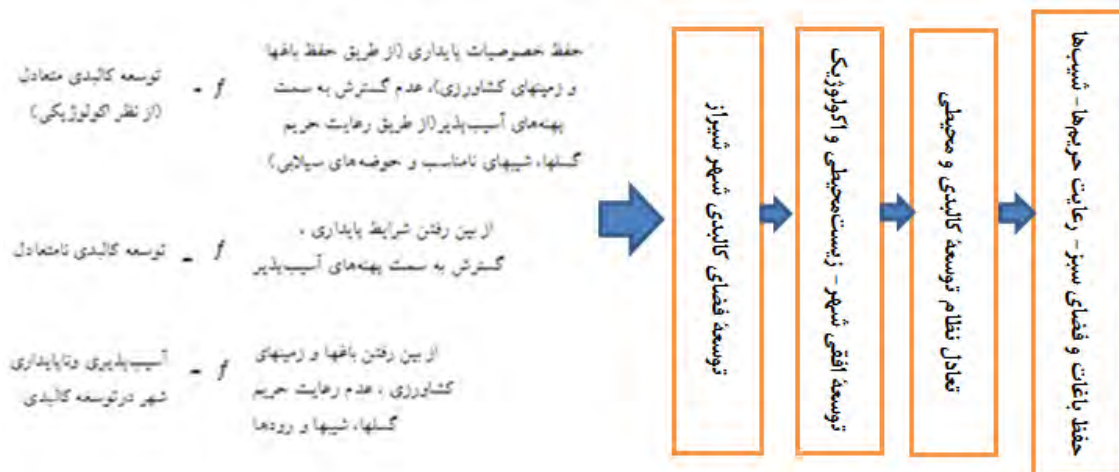 توسعه کالبدی متعادل
(از نظر اکولوژیکی)
= f
حفظ خصوصیات پایداری (از طریق حفظ باغها
و زمینهای کشاورزی)، عدم گسترش به سمت
پهنه‌های آسیب‌پذیر(از طریق رعایت حریم
گسلها، شیبهای نامناسب و حوضه‌های سیلابی)
توسعه کالبدی نامتعادل
= f
از بین رفتن شرایط پایداری ،
گسترش به سمت پهنه‌های آسیب‌پذیر
آسیب‌پذیری وناپایداری
شهر درتوسعه کالبدی
= f
از بین رفتن باغها و زمینهای
کشاورزی ، عدم رعایت حریم
گسلها، شیبها و رودها
توسعۀ فضای کالبدی شهر شیراز
توسعۀ افقی شهر - زیست‌محیطی و اکولوژیک
تعادل نظام توسعۀ کالبدی و محیطی
حفظ باغات و فضای سبز - رعایت حریم‌ها - شیب‌ها